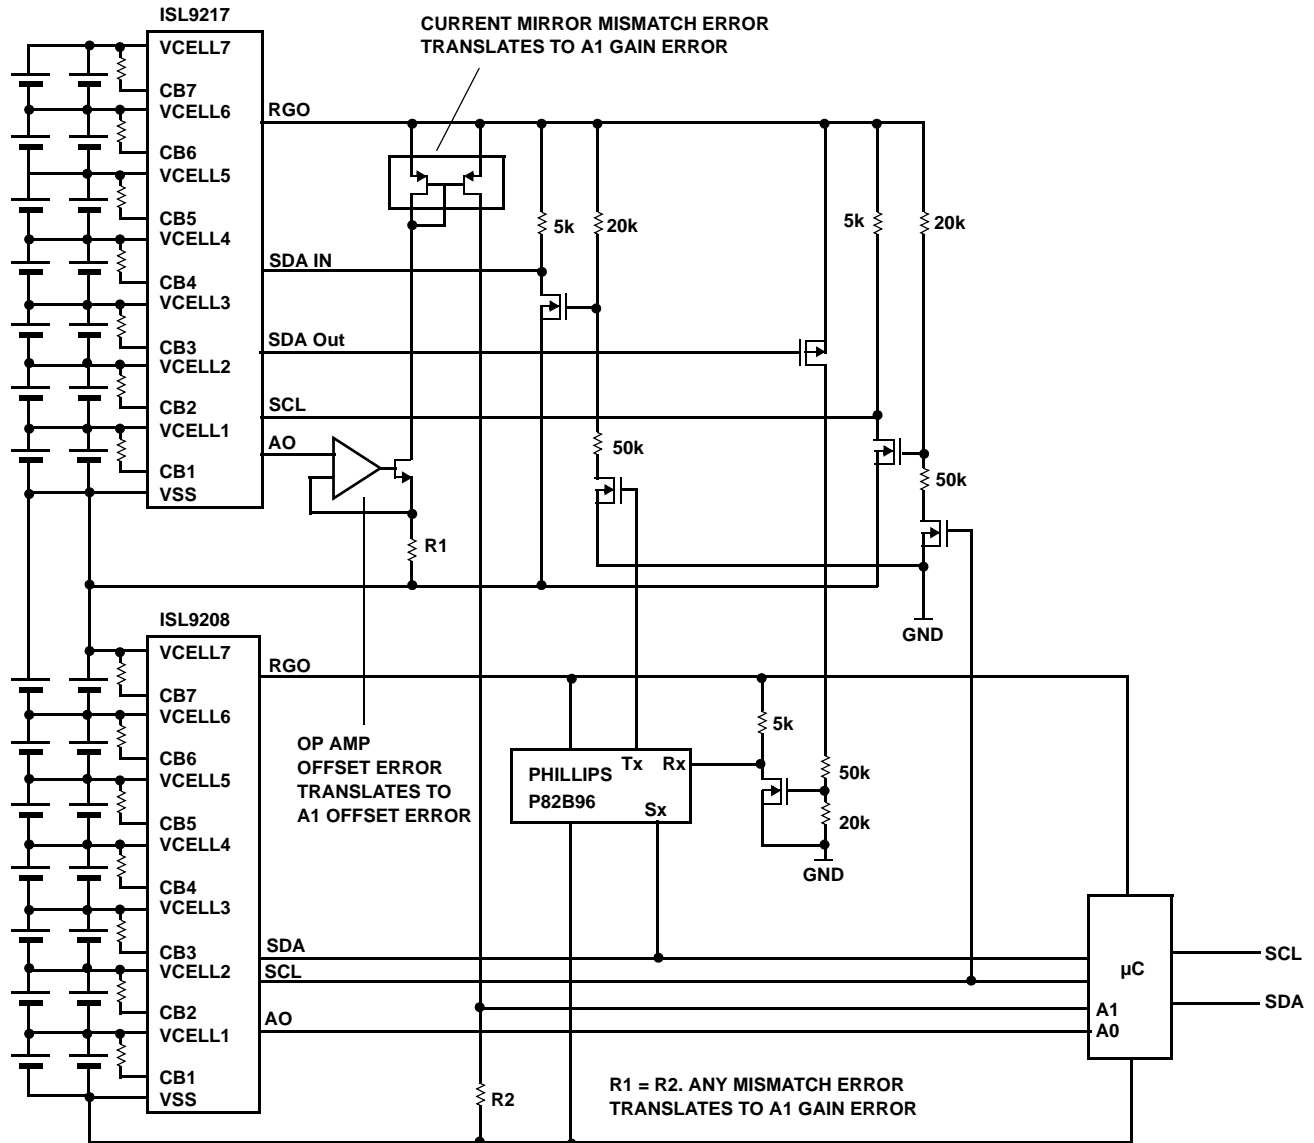 ISL9217
CURRENT MIRROR MISMATCH ERROR
TRANSLATES TO A1 GAIN ERROR
VCELL7
CB7
VCELL6
RGO
CB6
VCELL5
CB5
5k
20k
5k
20k
VCELL4
SDA IN
CB4
VCELL3
SDA Out
CB3
VCELL2
CB2
SCL
VCELL1
AO
50k
CB1
50k
VSS
R1
ISL9208
GND
VCELL7
RGO
CB7
VCELL6
5k
OP AMP
OFFSET ERROR
TRANSLATES TO
A1 OFFSET ERROR
CB6
VCELL5
PHILLIPS
P82B96
Tx
Rx
Sx
50k
20k
CB5
VCELL4
GND
CB4
VCELL3
CB3
SDA
VCELL2
SCL
µC
SCL
SDA
CB2
A1
AO
A0
VCELL1
CB1
VSS
R2
R1 = R2. ANY MISMATCH ERROR
TRANSLATES TO A1 GAIN ERROR